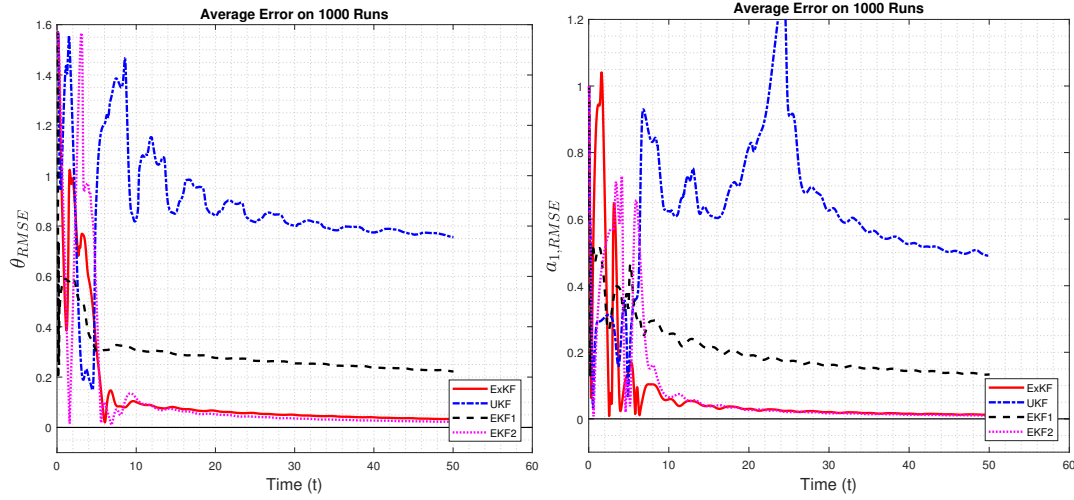 Average Error on 1000 Runs
1.6
1.4
1.2
1
0.8
0.6
0.4
0.2
0
θRMSE
0
10
20
30
40
50
60
Time (t)
ExKF
UKF
EKF1
EKF2
Average Error on 1000 Runs
1.2
1
0.8
0.6
0.4
0.2
0
a1,RMSE
0
10
20
30
40
50
60
Time (t)
ExKF
UKF
EKF1
EKF2